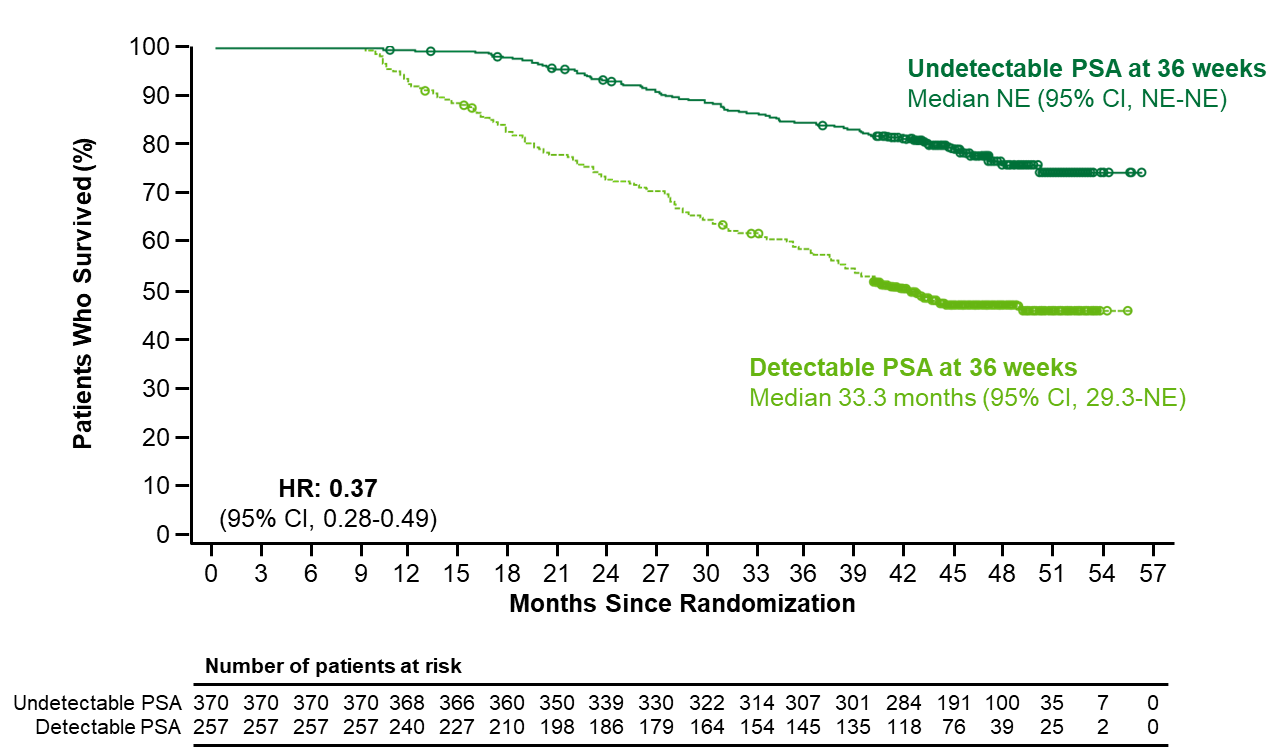 100
90
80
70
60
50
40
30
20
10
0
Patients Who Survived (%)
Undetectable PSA at 36 weeks
Median NE (95% CI, NE-NE)
Detectable PSA at 36 weeks
Median 33.3 months (95% CI, 29.3-NE)
HR: 0.37
(95% CI, 0.28-0.49)
0 3 6 9 12 15 18 21 24 27 30 33 36 39 42 45 48 51 54 57
Months Since Randomization
Number of patients at risk
Undetectable PSA 370 370 370 370 368 366 360 350 339 330 322 314 307 301 284 191 100 35 7 0
Detectable PSA 257 257 257 257 240 227 210 198 186 179 164 154 145 135 118 76 39 25 2 0